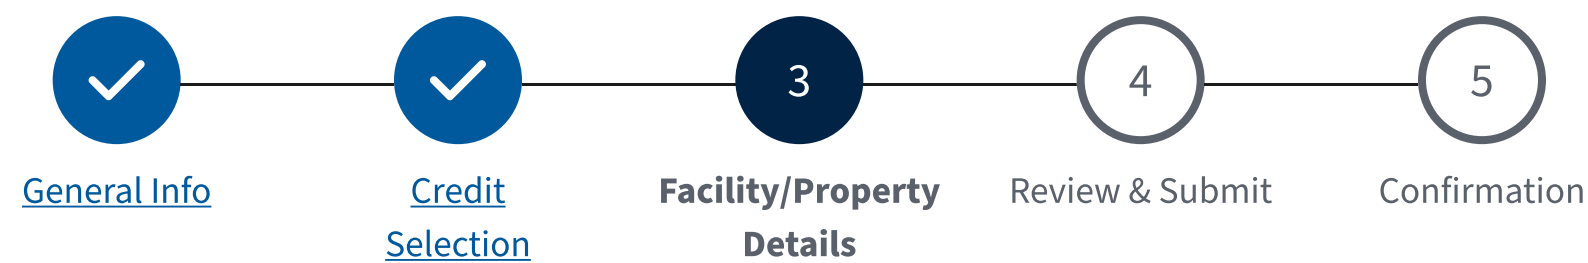 3
4
5
General Info
Credit
Selection
Facility/Property
Details
Review & Submit
Confirmation